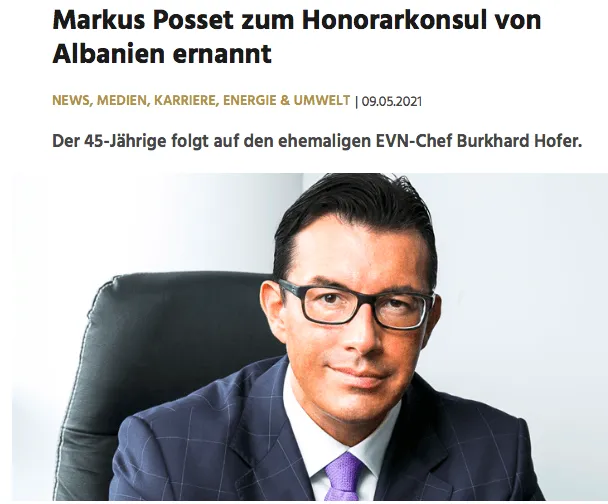 Markus Posset zum Honorarkonsul von
Albanien ernannt
NEWS, MEDIEN, KARRIERE, ENERGIE & UMWELT | 09.05.2021
Der 45-Jährige folgt auf den ehemaligen EVN-Chef Burkhard Hofer.